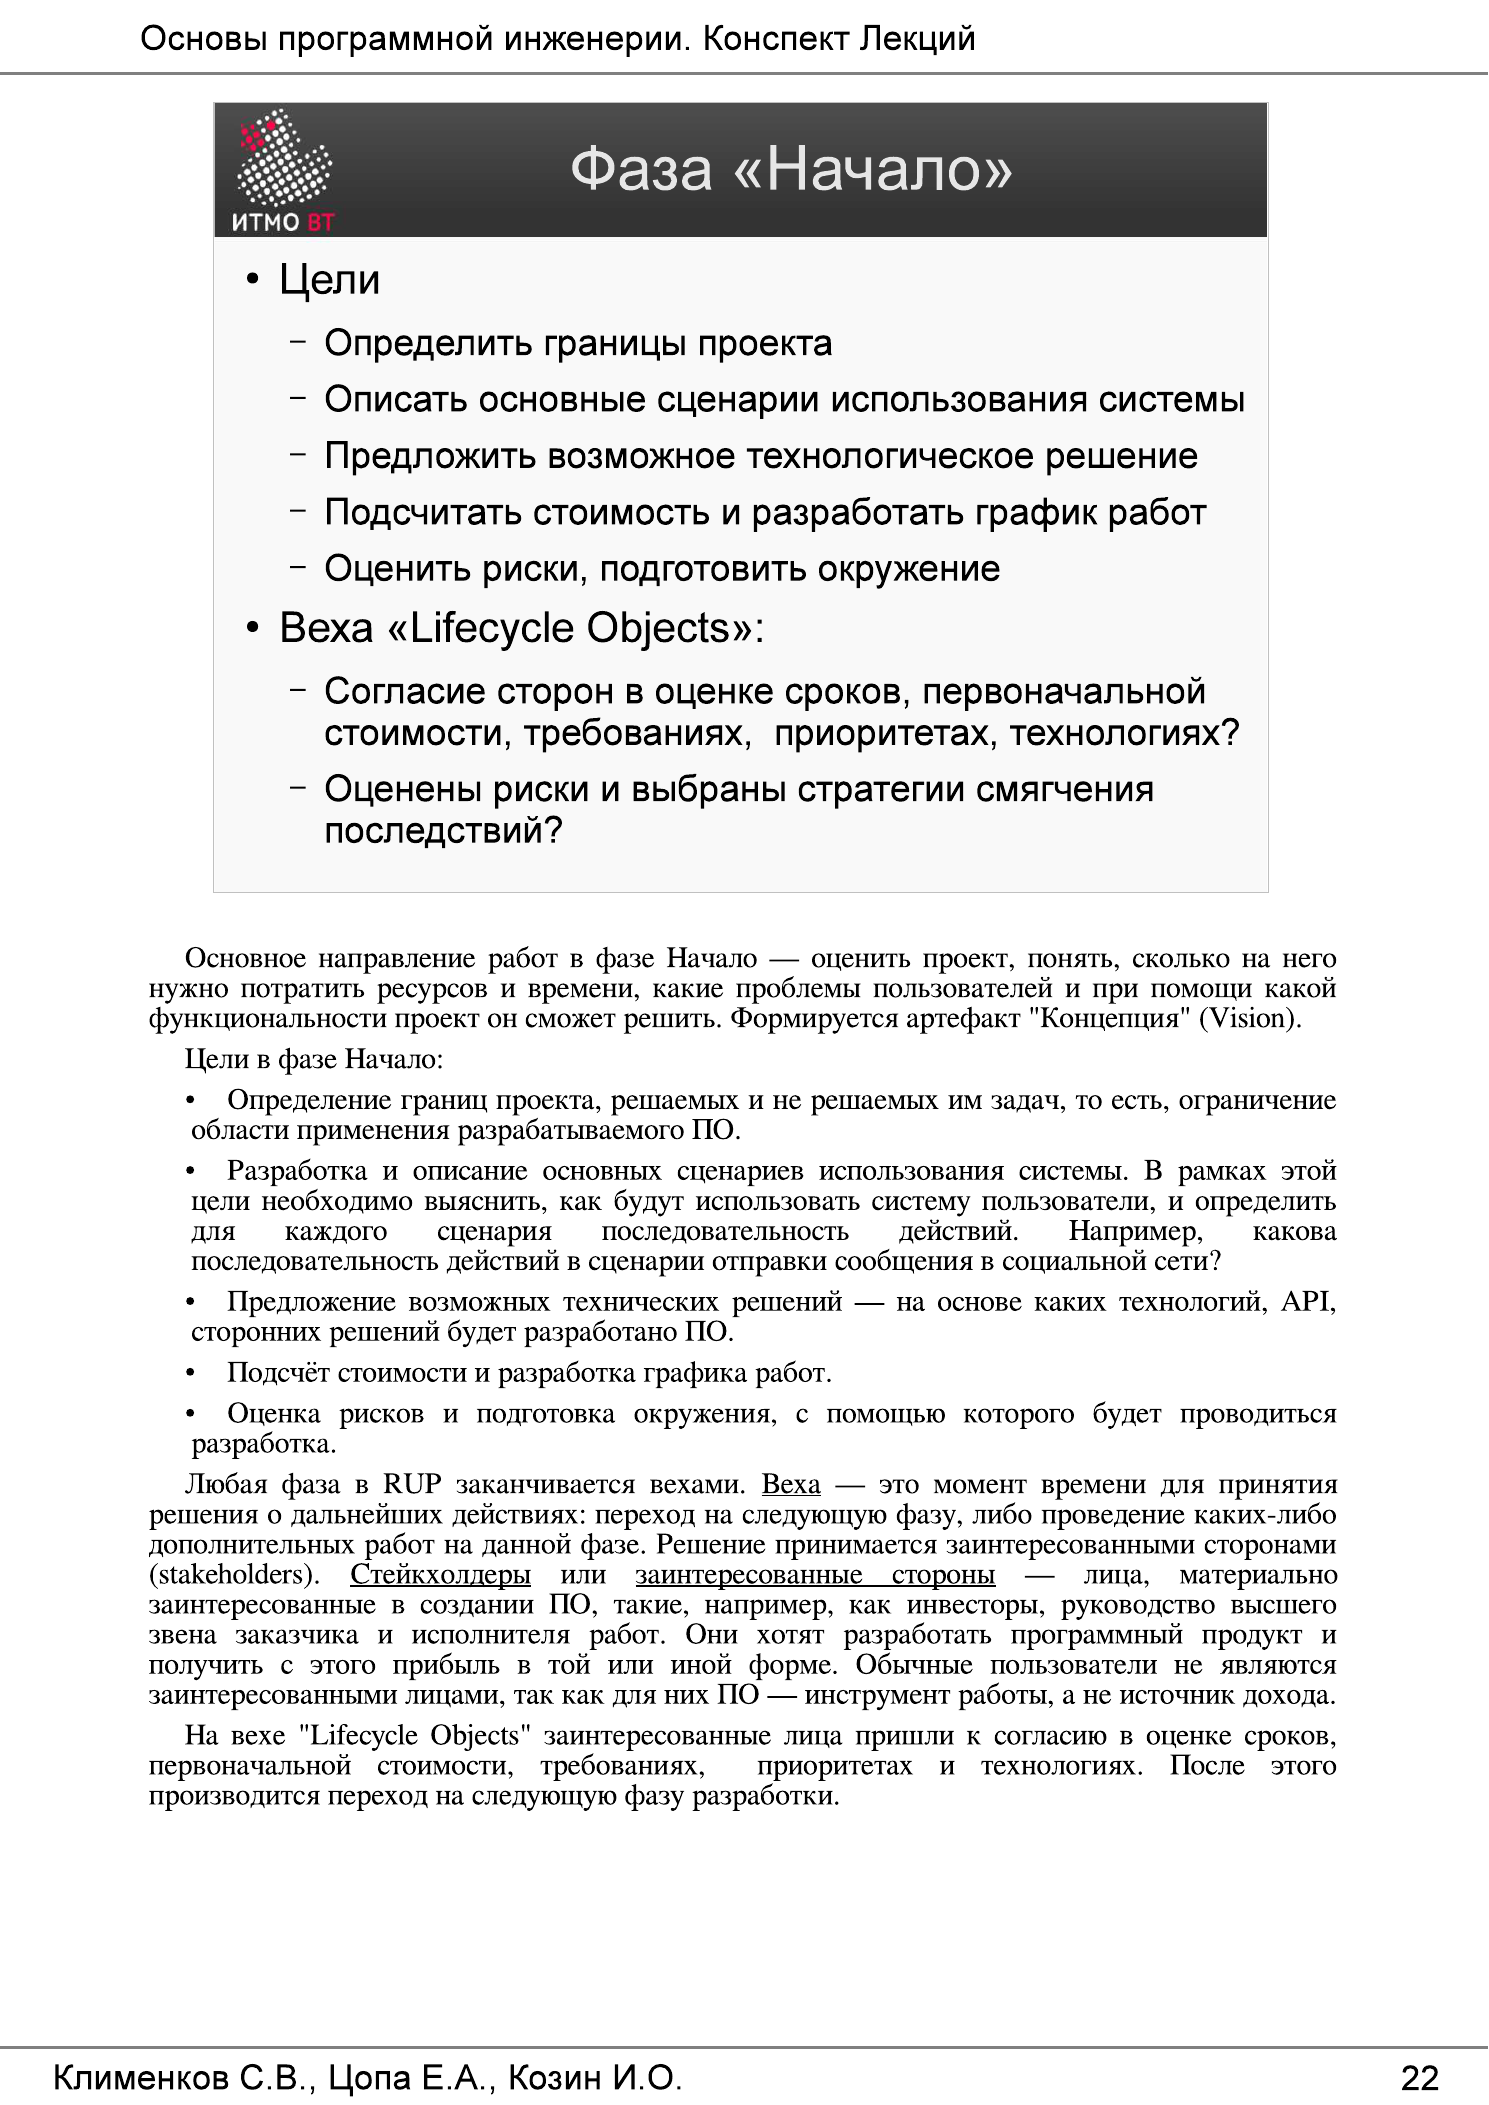 Основы программной инженерии. Конспект Лекций
ИТМО ВТ
Фаза «Начало»
• Цели
– Определить границы проекта
– Описать основные сценарии использования системы
– Предложить возможное технологическое решение
– Подсчитать стоимость и разработать график работ
– Оценить риски, подготовить окружение
• Веха «Lifecycle Objects»:
– Согласие сторон в оценке сроков, первоначальной
стоимости, требованиях, приоритетах, технологиях?
– Оценены риски и выбраны стратегии смягчения
последствий?
Основное направление работ в фазе Начало — оценить проект, понять, сколько на него
нужно потратить ресурсов и времени, какие проблемы пользователей и при помощи какой
функциональности проект он сможет решить. Формируется артефакт "Концепция" (Vision).
Цели в фазе Начало:
• Определение границ проекта, решаемых и не решаемых им задач, то есть, ограничение
области применения разрабатываемого ПО.
• Разработка и описание основных сценариев использования системы. В рамках этой
цели необходимо выяснить, как будут использовать систему пользователи, и определить
для каждого сценария последовательность действий. Например, какова
последовательность действий в сценарии отправки сообщения в социальной сети?
• Предложение возможных технических решений — на основе каких технологий, API,
сторонних решений будет разработано ПО.
• Подсчёт стоимости и разработка графика работ.
• Оценка рисков и подготовка окружения, с помощью которого будет проводиться
разработка.
Любая фаза в RUP заканчивается вехами. Веха — это момент времени для принятия
решения о дальнейших действиях: переход на следующую фазу, либо проведение каких-либо
дополнительных работ на данной фазе. Решение принимается заинтересованными сторонами
(stakeholders). Стейкхолдеры или заинтересованные стороны — лица, материально
заинтересованные в создании ПО, такие, например, как инвесторы, руководство высшего
звена заказчика и исполнителя работ. Они хотят разработать программный продукт и
получить с этого прибыль в той или иной форме. Обычные пользователи не являются
заинтересованными лицами, так как для них ПО — инструмент работы, а не источник дохода.
На вехе "Lifecycle Objects" заинтересованные лица пришли к согласию в оценке сроков,
первоначальной стоимости, требованиях, приоритетах и технологиях. После этого
производится переход на следующую фазу разработки.
Клименков С.В., Цопа Е.А., Козин И.О.
22